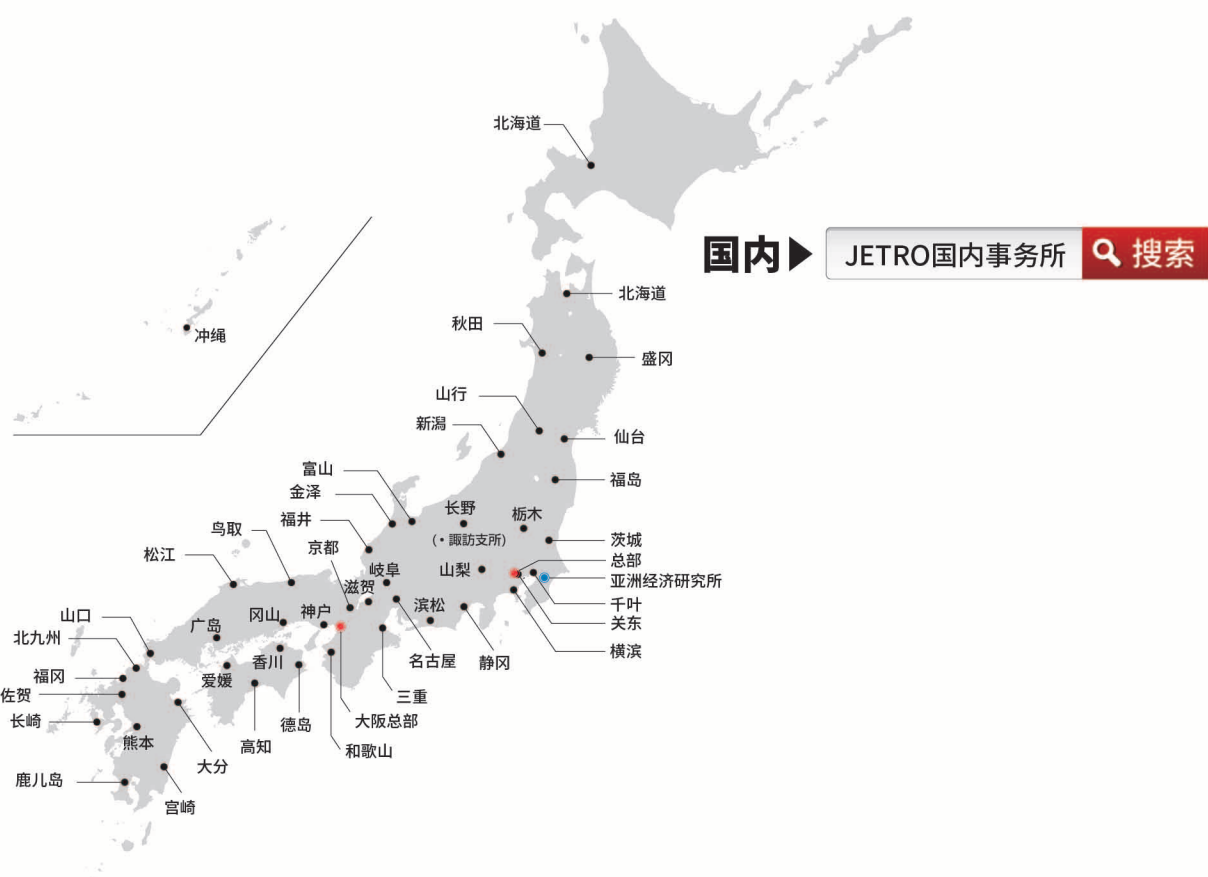 北海道
国内▶
JETRO国内事务所
搜索
北海道
秋田
冲绳
盛冈
山行
新潟
仙台
富山
福岛
金泽
长野
栃木
福井
鸟取
(・諏訪支所)
茨城
京都
松江
总部
岐阜
山梨
亚洲经济研究所
滋贺
千叶
山口
冈山
神户
滨松
广岛
关东
北九州
横滨
香川
名古屋
静冈
福冈
爱媛
佐贺
三重
长崎
德岛
大阪总部
熊本
高知
和歌山
大分
鹿儿岛
宫崎